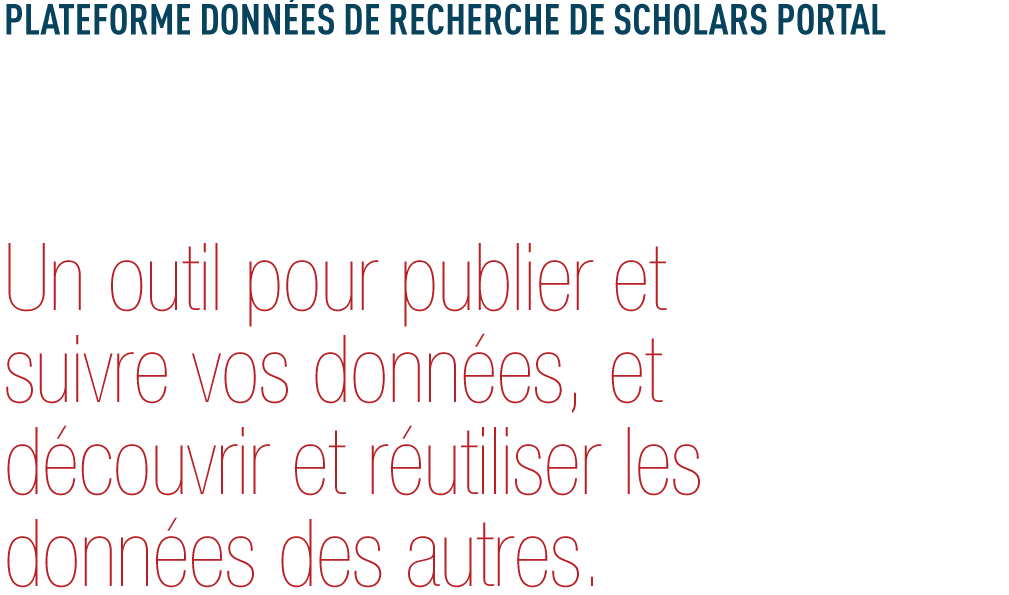 PLATEFORME DONNÉES DE RECHERCHE DE SCHOLARS PORTAL
Un outil pour publier et
suivre vos données, et
découvrir et réutiliser les
données des autres.